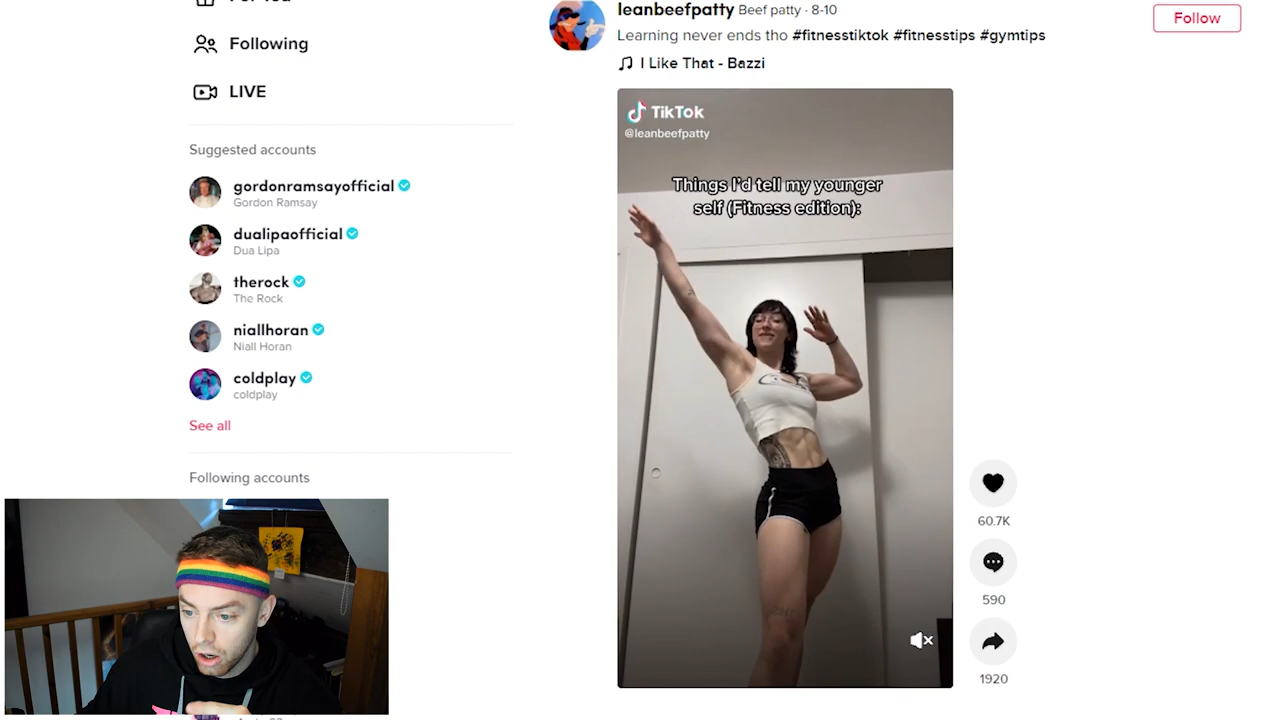 For You
Following
LIVE
Suggested accounts
gordonramsayofficial
Gordon Ramsay
dualipaofficial
Dua Lipa
therock
The Rock
niallhoran
Niall Horan
coldplay
coldplay
See all
Following accounts
leanbeefpatty Beef patty · 8-10
Follow
Learning never ends tho #fitnesstiktok #fitnesstips #gymtips
I Like That - Bazzi
TikTok
@leanbeefpatty
Things I'd tell my younger
self (Fitness edition):
60.7K
590
1920